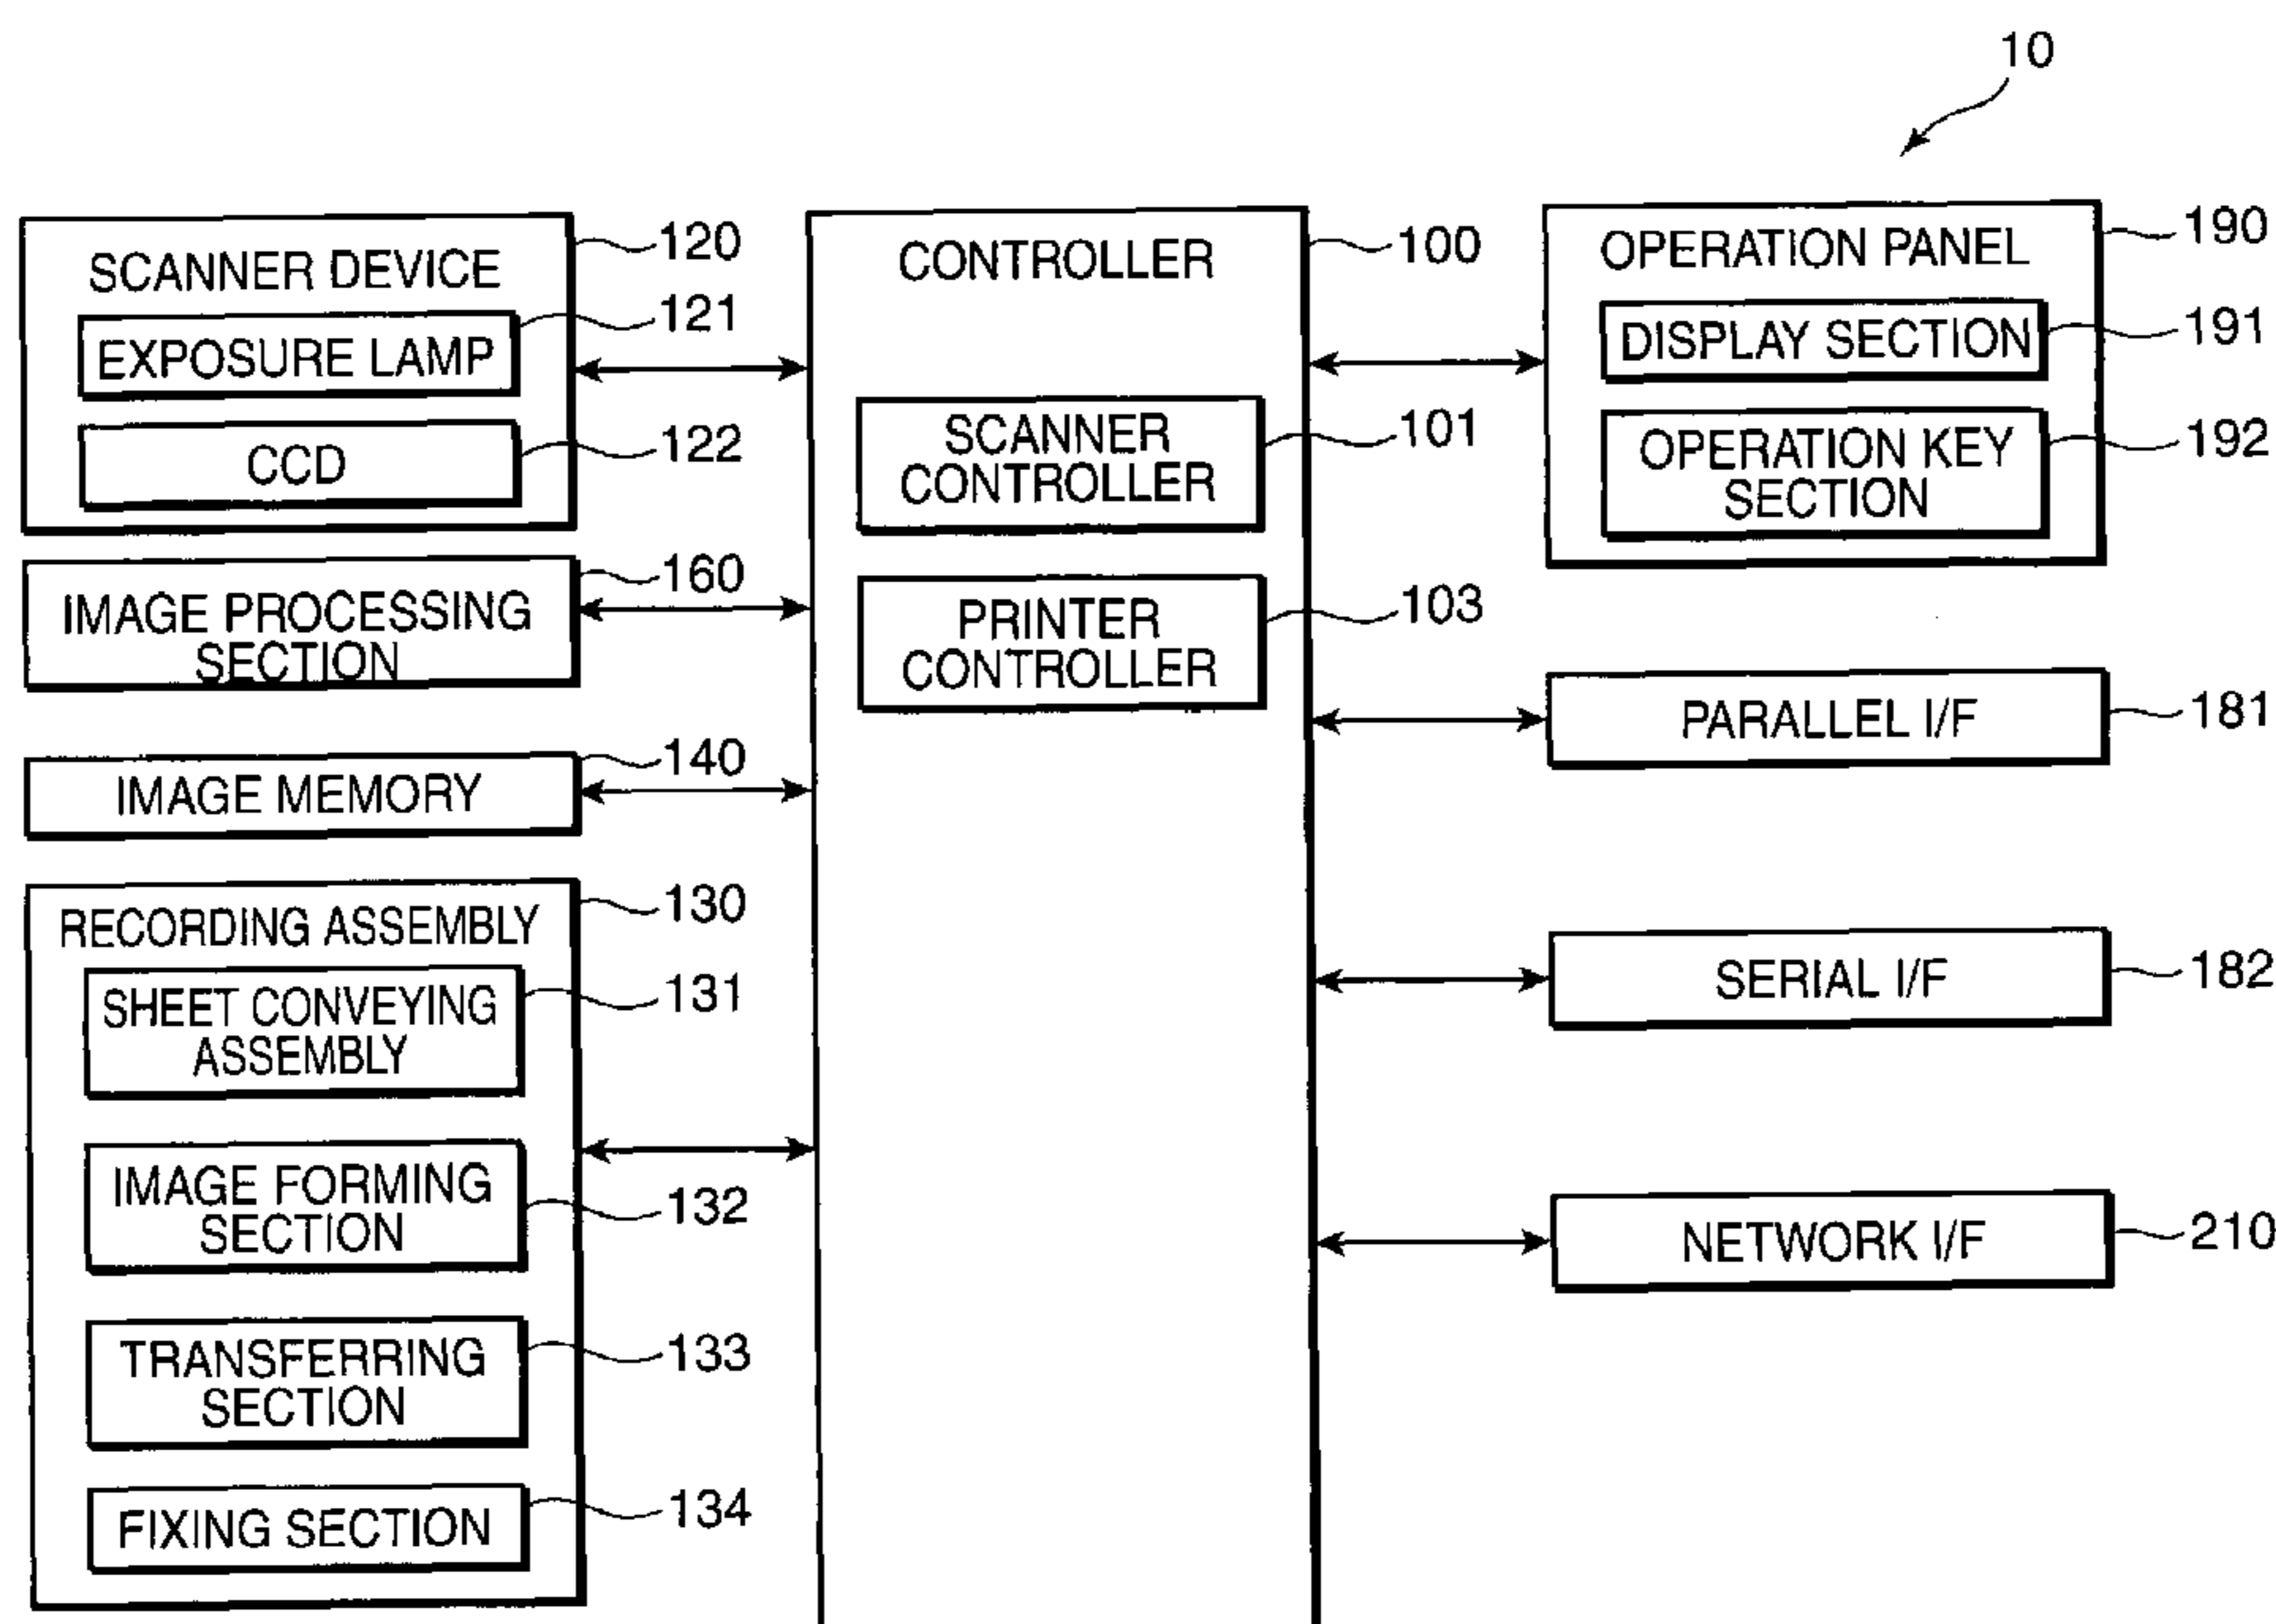 10
SCANNER DEVICE
120
EXPOSURE LAMP
121
CCD
122
IMAGE PROCESSING
SECTION
160
IMAGE MEMORY
140
RECORDING ASSEMBLY
130
SHEET CONVEYING
ASSEMBLY
131
IMAGE FORMING
SECTION
132
TRANSFERRING
SECTION
133
FIXING SECTION
134
CONTROLLER
100
SCANNER
CONTROLLER
101
PRINTER
CONTROLLER
103
OPERATION PANEL
190
DISPLAY SECTION
191
OPERATION KEY
SECTION
192
PARALLEL I/F
181
SERIAL I/F
182
NETWORK I/F
210